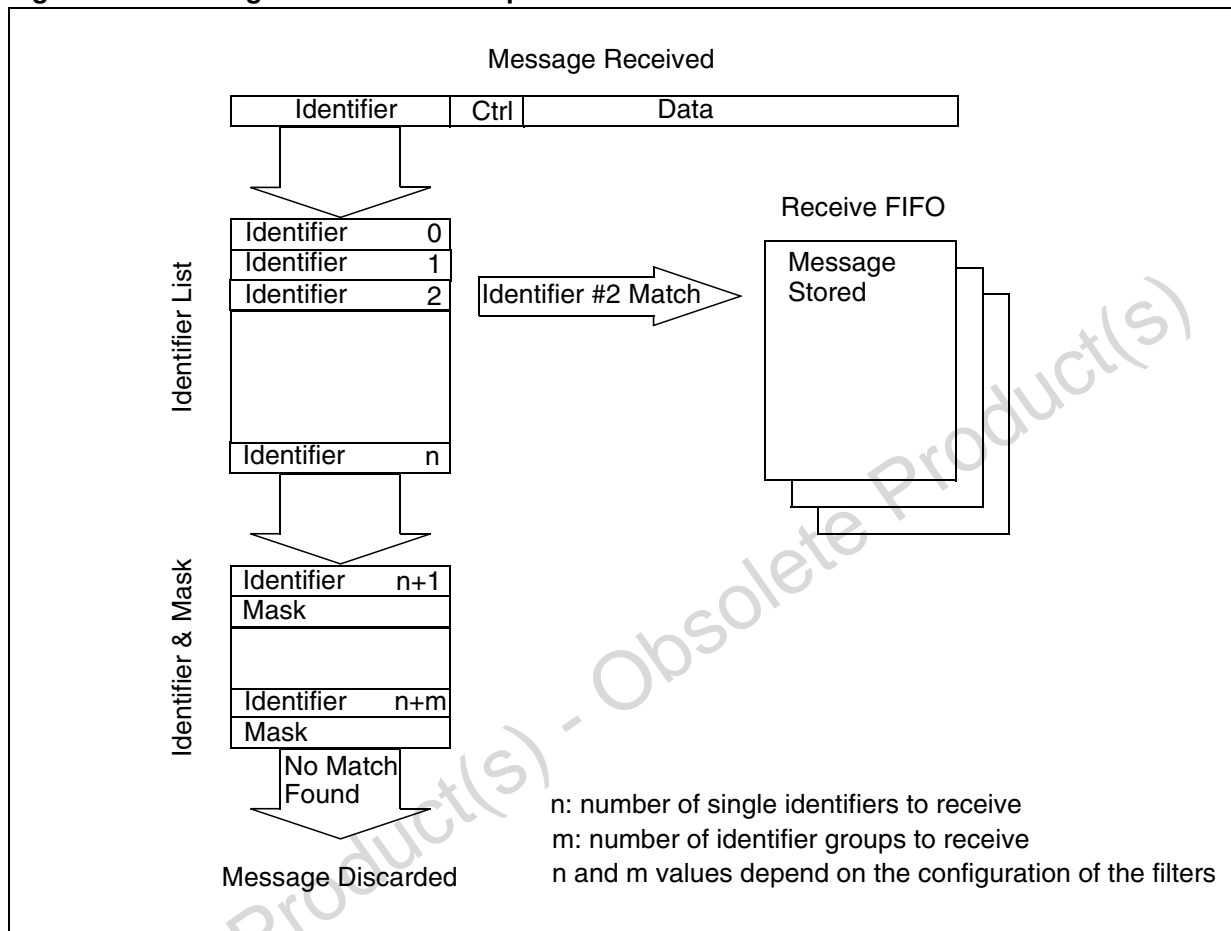 Message Received
Identifier Ctrl Data
Identifier 0
Identifier 1
Identifier 2
Identifier n
Identifier List
Identifier #2 Match
Receive FIFO
Message
Stored
Identifier n+1
Mask
Identifier n+m
Mask
Identifier & Mask
No Match
Found
Message Discarded
n: number of single identifiers to receive
m: number of identifier groups to receive
n and m values depend on the configuration of the filters
Product(s) - Obsolete Product(s)